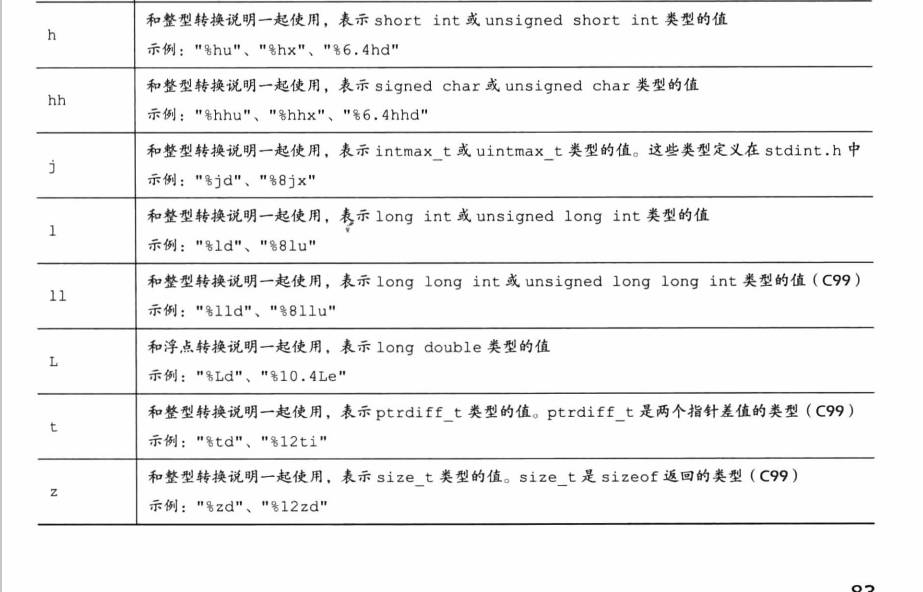 h
和整型转换说明一起使用，表示 short int 或 unsigned short int 类型的值
示例："%hu"、"%hx"、"%6.4hd"
hh
和整型转换说明一起使用，表示 signed char 或 unsigned char 类型的值
示例："%hhu"、"%hhx"、"%6.4hhd"
j
和整型转换说明一起使用，表示 intmax_t 或 uintmax_t 类型的值。这些类型定义在 stdint.h 中
示例："%jd"、"%8jx"
l
和整型转换说明一起使用，表示 long int 或 unsigned long int 类型的值
示例："%ld"、"%8lu"
ll
和整型转换说明一起使用，表示 long long int 或 unsigned long long int 类型的值（C99）
示例："%lld"、"%8llu"
L
和浮点转换说明一起使用，表示 long double 类型的值
示例："%Ld"、"%10.4Le"
t
和整型转换说明一起使用，表示 ptrdiff_t 类型的值。ptrdiff_t 是两个指针差值的类型（C99）
示例："%td"、"%12ti"
z
和整型转换说明一起使用，表示 size_t 类型的值。size_t 是 sizeof 返回的类型（C99）
示例："%zd"、"%12zd"